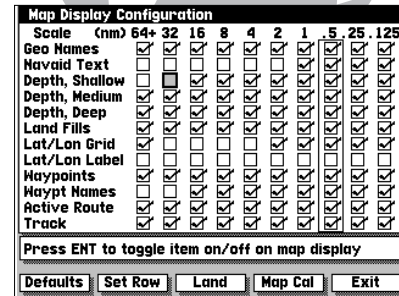 Map Display Configuration
Scale (nm) 64+ 32 16 8 4 2 1 .5 .25 .125
Geo Names
Navaid Text
Depth, Shallow
Depth, Medium
Depth, Deep
Land Fills
Lat/Lon Grid
Lat/Lon Label
Waypoints
Waypt Names
Active Route
Track
Press ENT to toggle item on/off on map display
Defaults Set Row Land Map Cal Exit